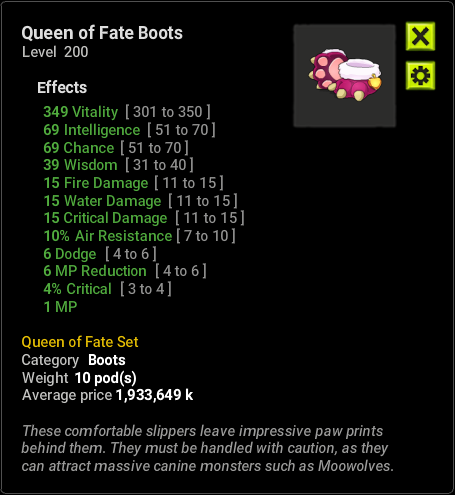 Queen of Fate Boots
Level 200
Effects
349 Vitality [ 301 to 350 ]
69 Intelligence [ 51 to 70 ]
69 Chance [ 51 to 70 ]
39 Wisdom [ 31 to 40 ]
15 Fire Damage [ 11 to 15 ]
15 Water Damage [ 11 to 15 ]
15 Critical Damage [ 11 to 15 ]
10% Air Resistance [ 7 to 10 ]
6 Dodge [ 4 to 6 ]
6 MP Reduction [ 4 to 6 ]
4% Critical [ 3 to 4 ]
1 MP
Queen of Fate Set
Category Boots
Weight 10 pod(s)
Average price 1,933,649 k
These comfortable slippers leave impressive paw prints
behind them. They must be handled with caution, as they
can attract massive canine monsters such as Moowolves.